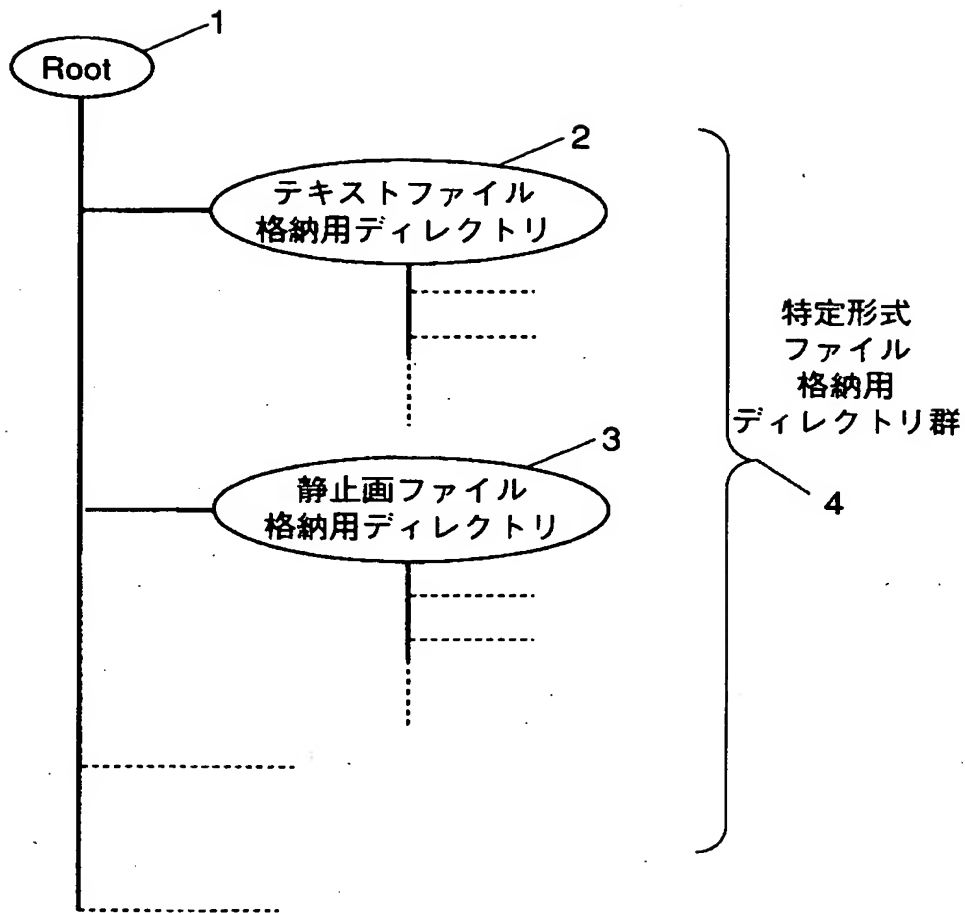 1
Root
2
テキストファイル
格納用ディレクトリ
特定形式
ファイル
格納用
ディレクトリ群
3
静止画ファイル
格納用ディレクトリ
4